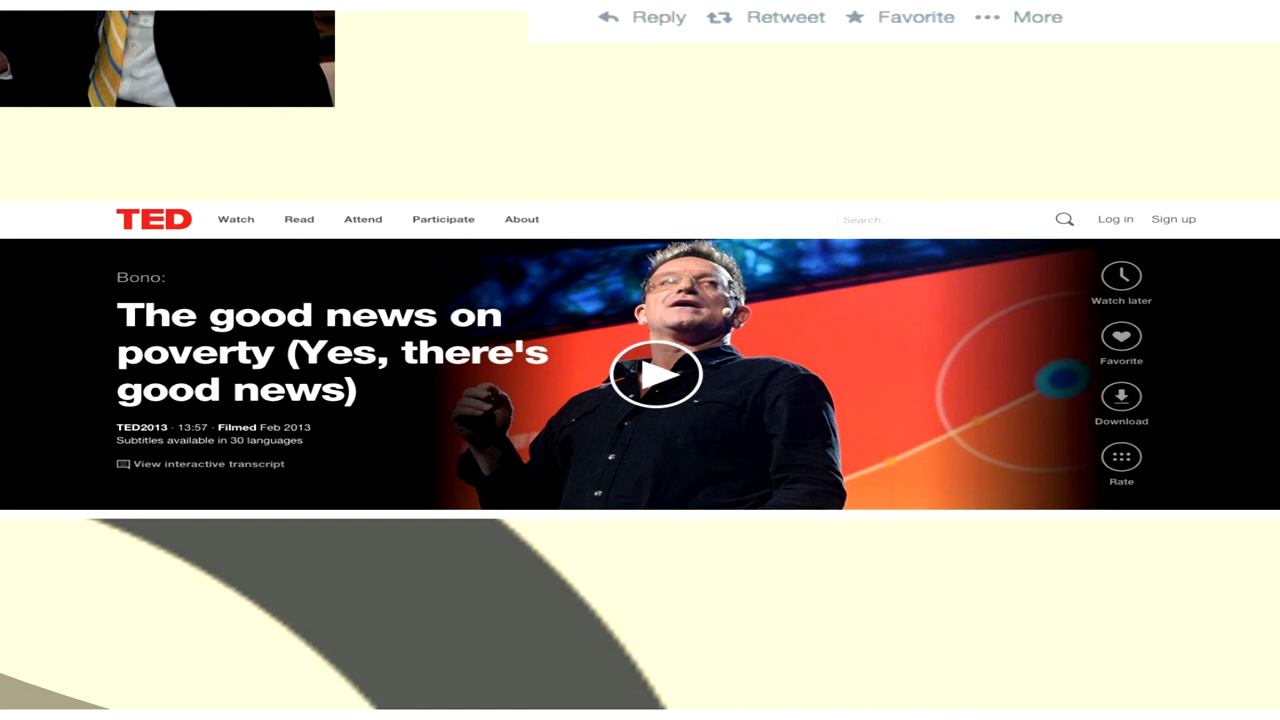 Reply Retweet Favorite More
TED Watch Read Attend Participate About Search... Log in Sign up
Bono:
The good news on
poverty (Yes, there's
good news)
TED2013 · 13:57 · Filmed Feb 2013
Subtitles available in 30 languages
View interactive transcript
Watch later
Favorite
Download
Rate